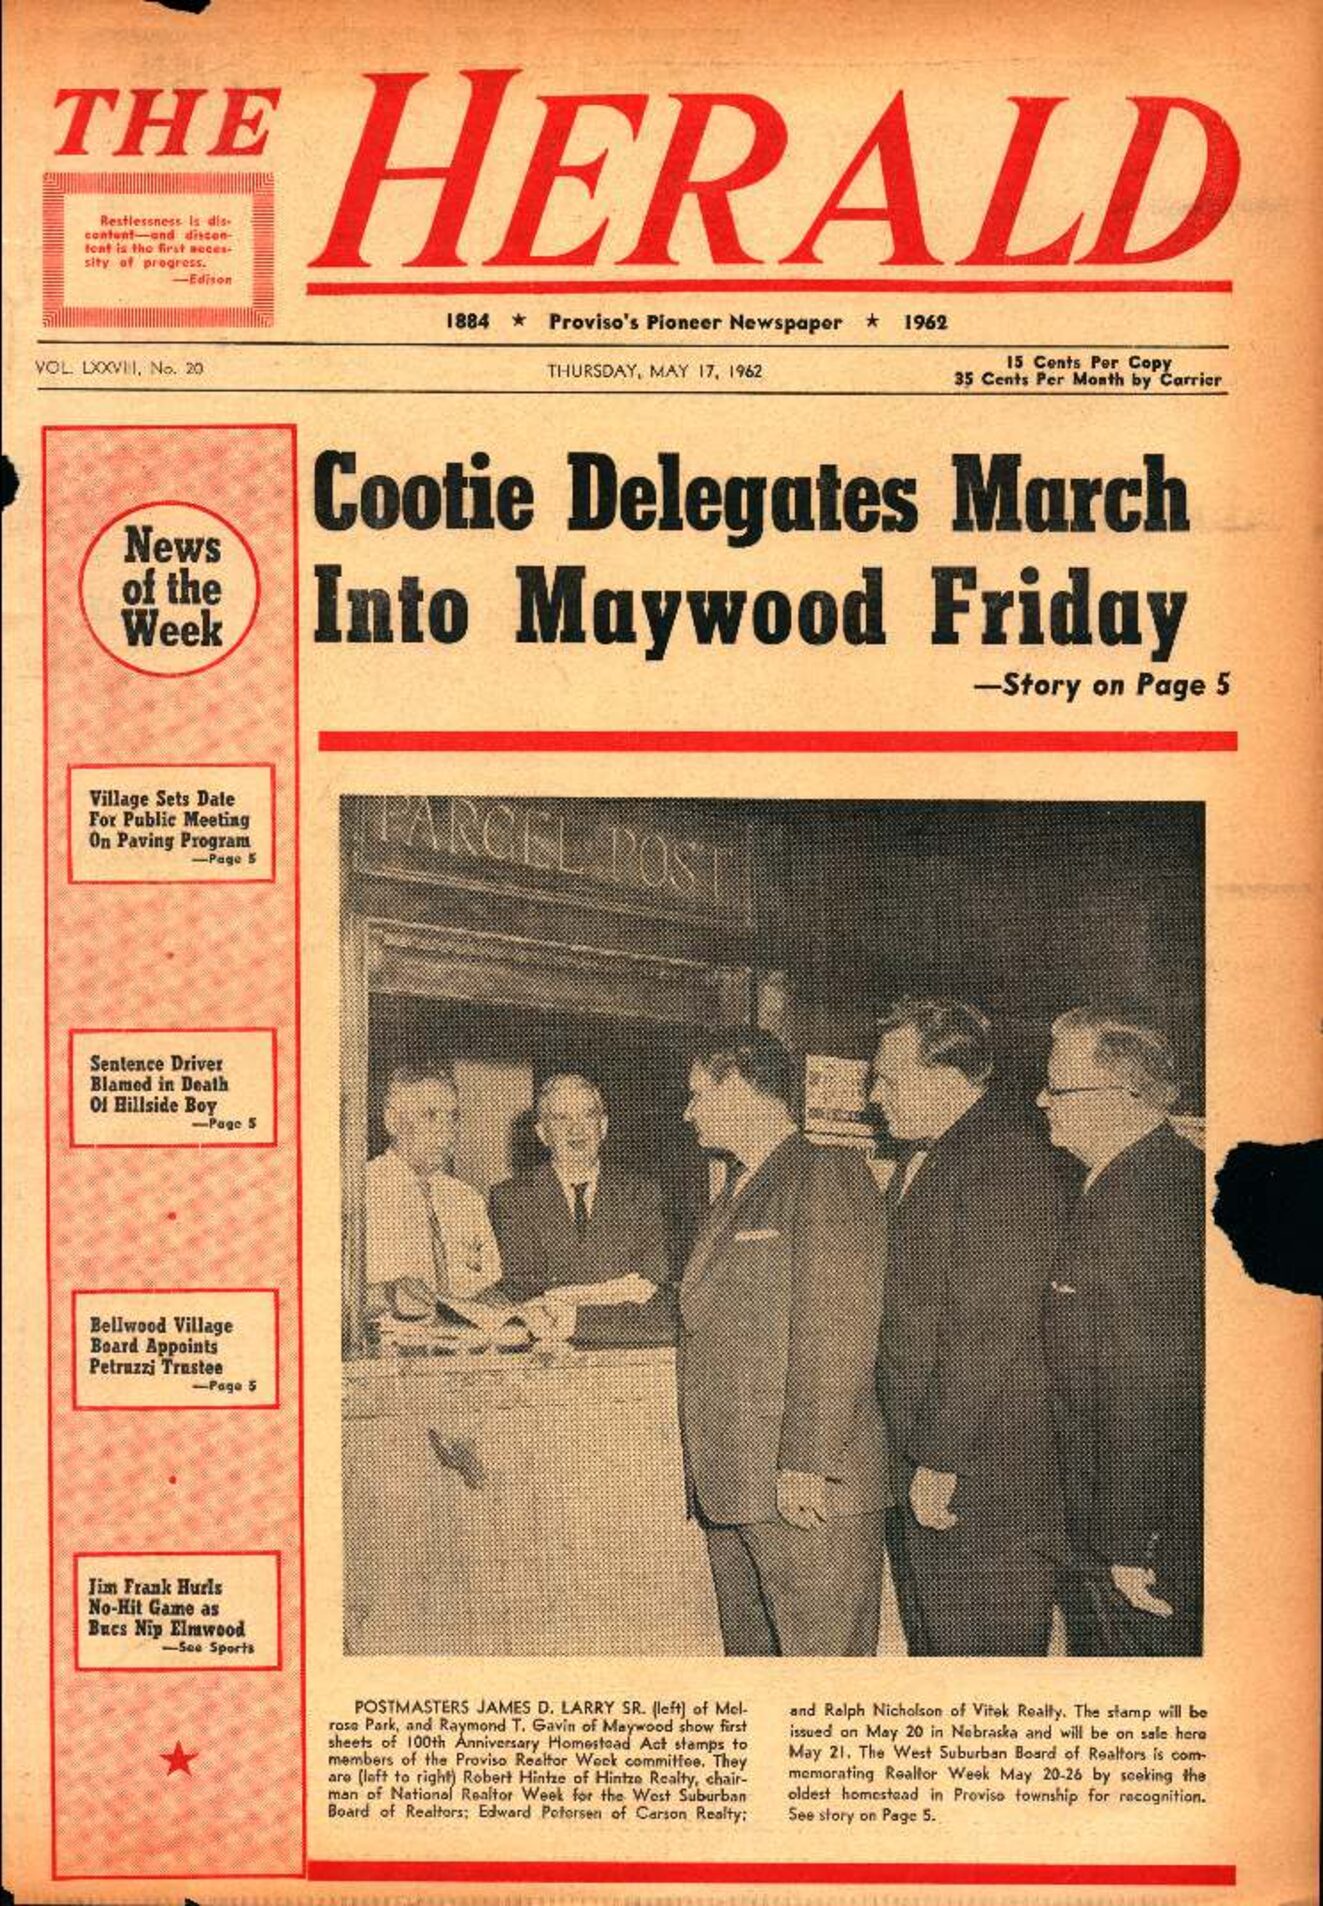 THE HERALD
Restlessness is dis-
content—and discon-
tent is the first neces-
sity of progress.
—Edison
1884 ★ Proviso's Pioneer Newspaper ★ 1962
VOL. LXXVIII, No. 20
THURSDAY, MAY 17, 1962
15 Cents Per Copy
35 Cents Per Month by Carrier
News
of the
Week
Village Sets Date
For Public Meeting
On Paving Program
—Page 5
Sentence Driver
Blamed in Death
Of Hillside Boy
—Page 5
Bellwood Village
Board Appoints
Petruzzi Trustee
—Page 5
Jim Frank Hurls
No-Hit Game as
Bucs Nip Elmwood
—See Sports
Cootie Delegates March
Into Maywood Friday
—Story on Page 5
PARCEL POST
POSTMASTERS JAMES D. LARRY SR. (left) of Mel-
rose Park, and Raymond T. Gavin of Maywood show first
sheets of 100th Anniversary Homestead Act stamps to
members of the Proviso Realtor Week committee. They
are (left to right) Robert Hintze of Hintze Realty, chair-
man of National Realtor Week for the West Suburban
Board of Realtors; Edward Petersen of Carson Realty;
and Ralph Nicholson of Vitek Realty. The stamp will be
issued on May 20 in Nebraska and will be on sale here
May 21. The West Suburban Board of Realtors is com-
memorating Realtor Week May 20-26 by seeking the
oldest homestead in Proviso township for recognition.
See story on Page 5.